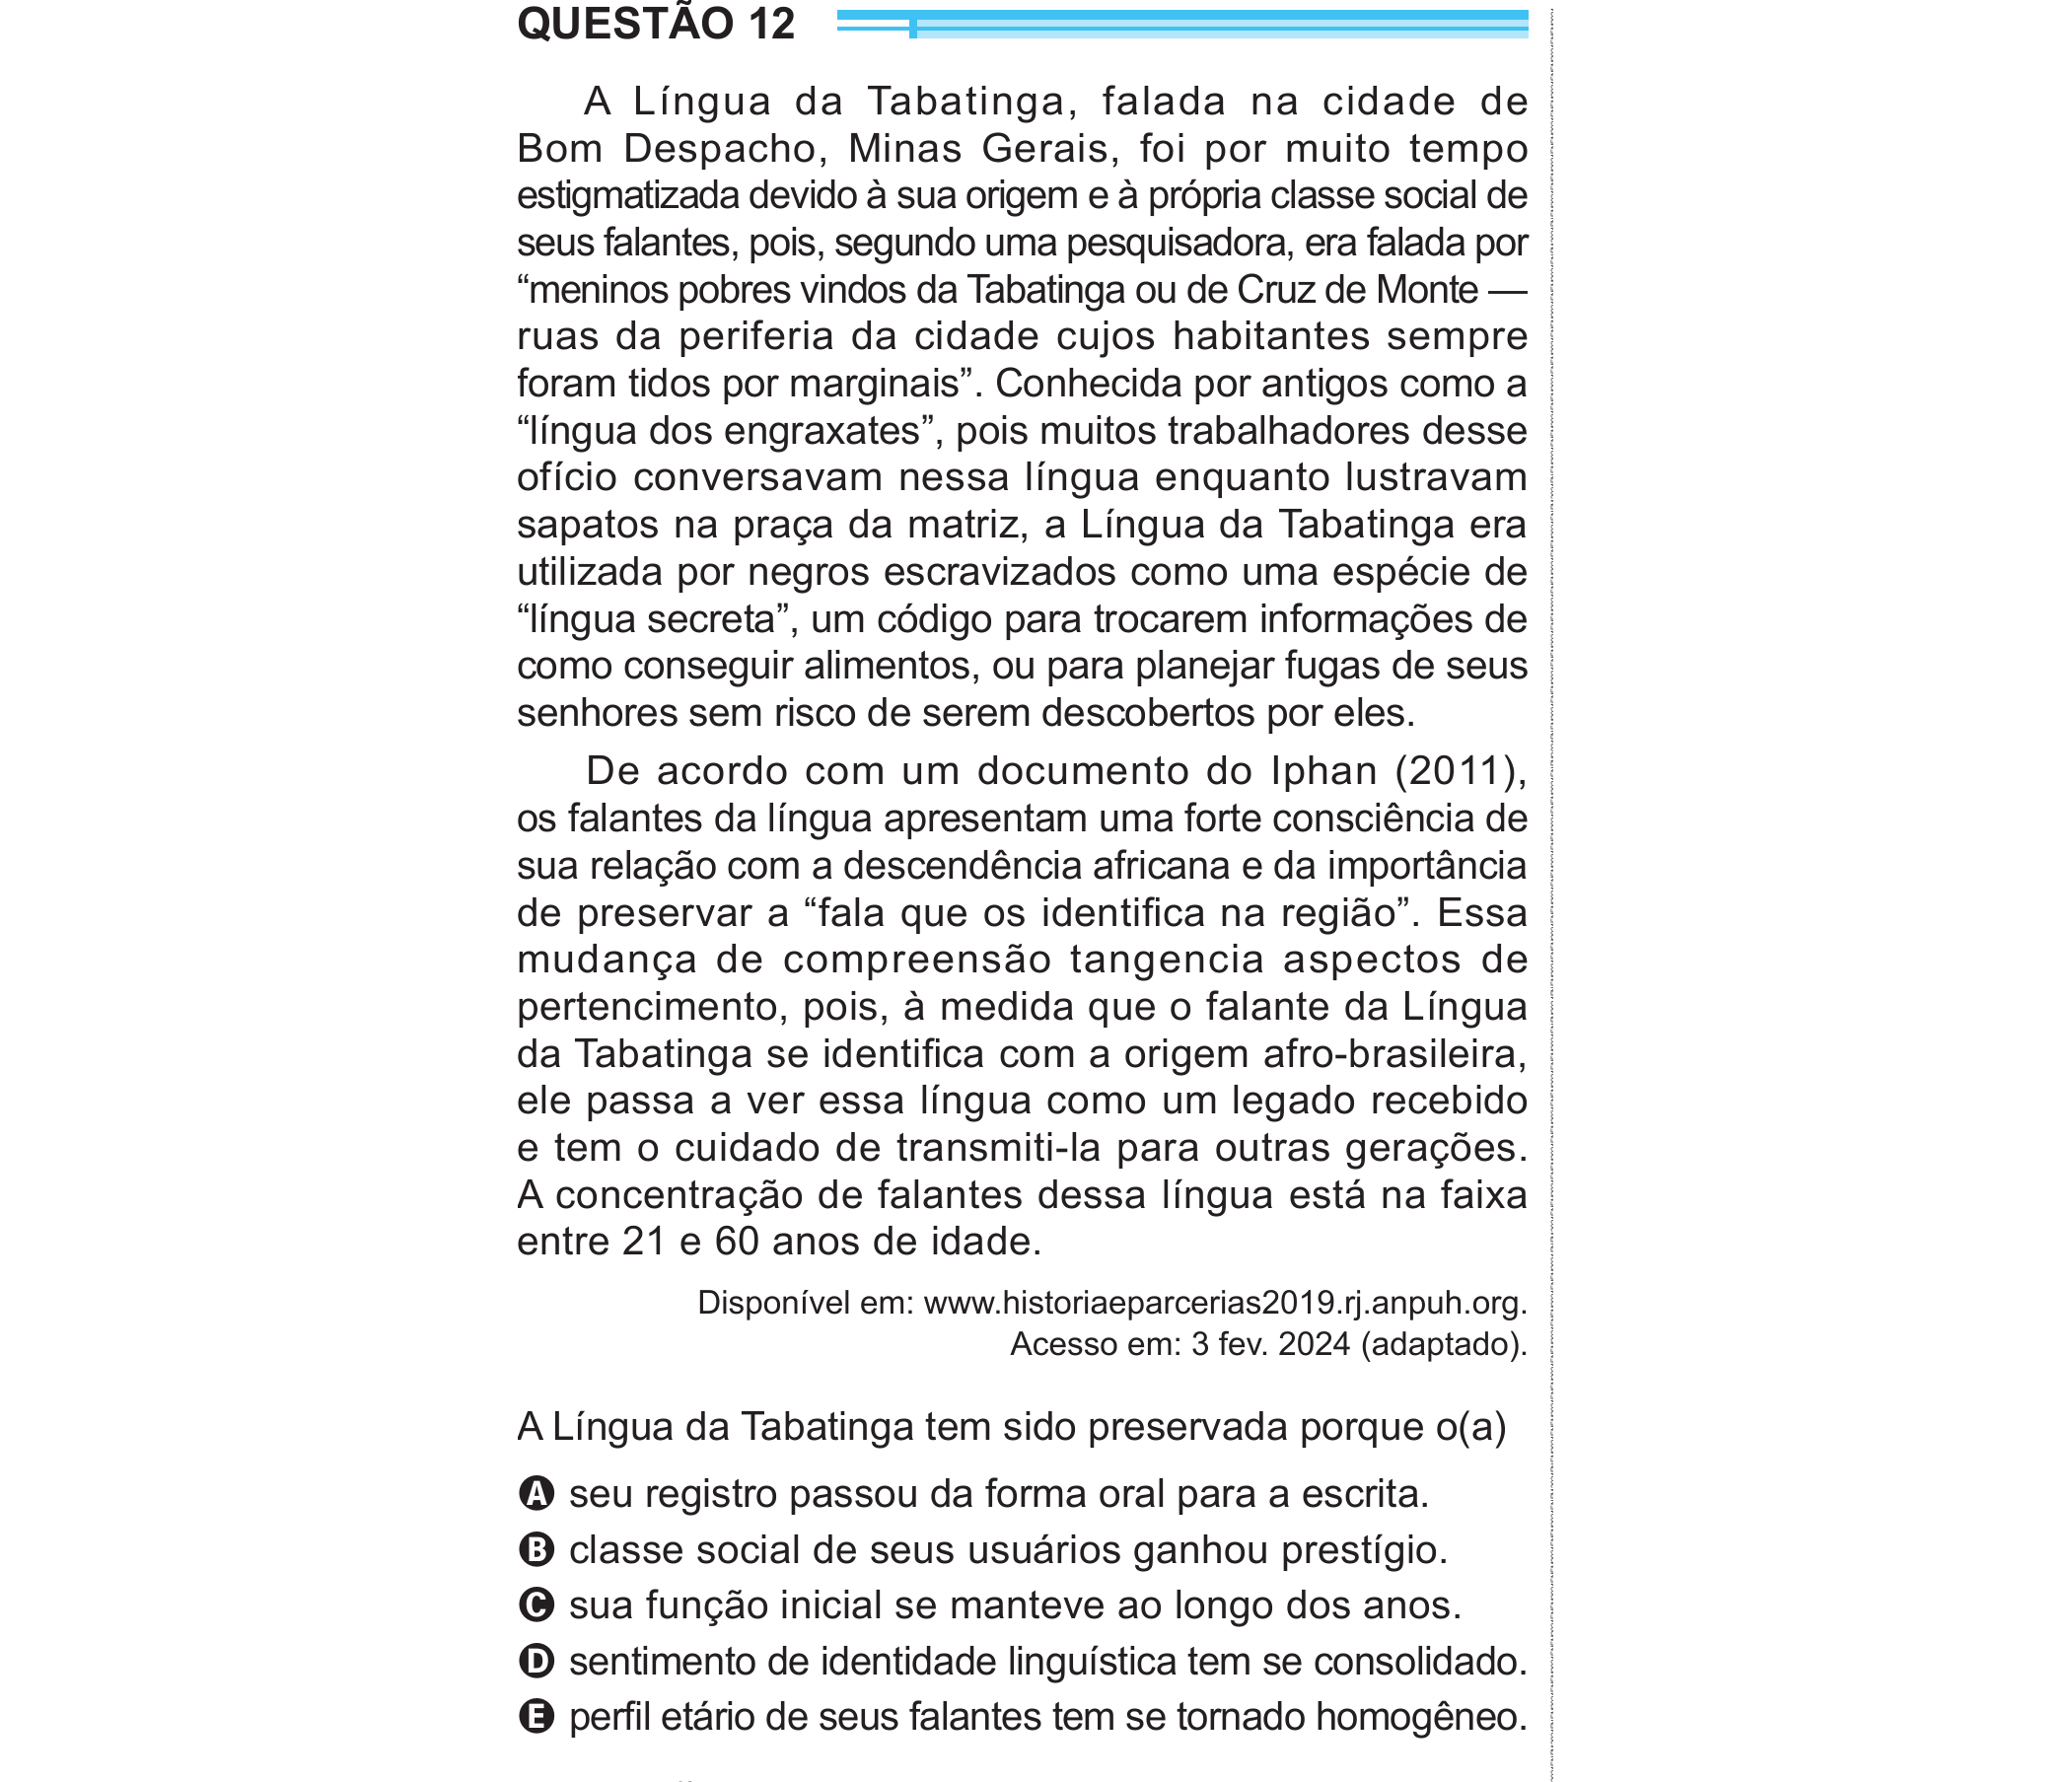 QUESTÃO 12
A Língua da Tabatinga, falada na cidade de
Bom Despacho, Minas Gerais, foi por muito tempo
estigmatizada devido à sua origem e à própria classe social de
seus falantes, pois, segundo uma pesquisadora, era falada por
“meninos pobres vindos da Tabatinga ou de Cruz de Monte —
ruas da periferia da cidade cujos habitantes sempre
foram tidos por marginais”. Conhecida por antigos como a
“língua dos engraxates”, pois muitos trabalhadores desse
ofício conversavam nessa língua enquanto lustravam
sapatos na praça da matriz, a Língua da Tabatinga era
utilizada por negros escravizados como uma espécie de
“língua secreta”, um código para trocarem informações de
como conseguir alimentos, ou para planejar fugas de seus
senhores sem risco de serem descobertos por eles.
De acordo com um documento do Iphan (2011),
os falantes da língua apresentam uma forte consciência de
sua relação com a descendência africana e da importância
de preservar a “fala que os identifica na região”. Essa
mudança de compreensão tangencia aspectos de
pertencimento, pois, à medida que o falante da Língua
da Tabatinga se identifica com a origem afro-brasileira,
ele passa a ver essa língua como um legado recebido
e tem o cuidado de transmiti-la para outras gerações.
A concentração de falantes dessa língua está na faixa
entre 21 e 60 anos de idade.
Disponível em: www.historiaeparcerias2019.rj.anpuh.org.
Acesso em: 3 fev. 2024 (adaptado).
A Língua da Tabatinga tem sido preservada porque o(a)
A seu registro passou da forma oral para a escrita.
B classe social de seus usuários ganhou prestígio.
C sua função inicial se manteve ao longo dos anos.
D sentimento de identidade linguística tem se consolidado.
E perfil etário de seus falantes tem se tornado homogêneo.